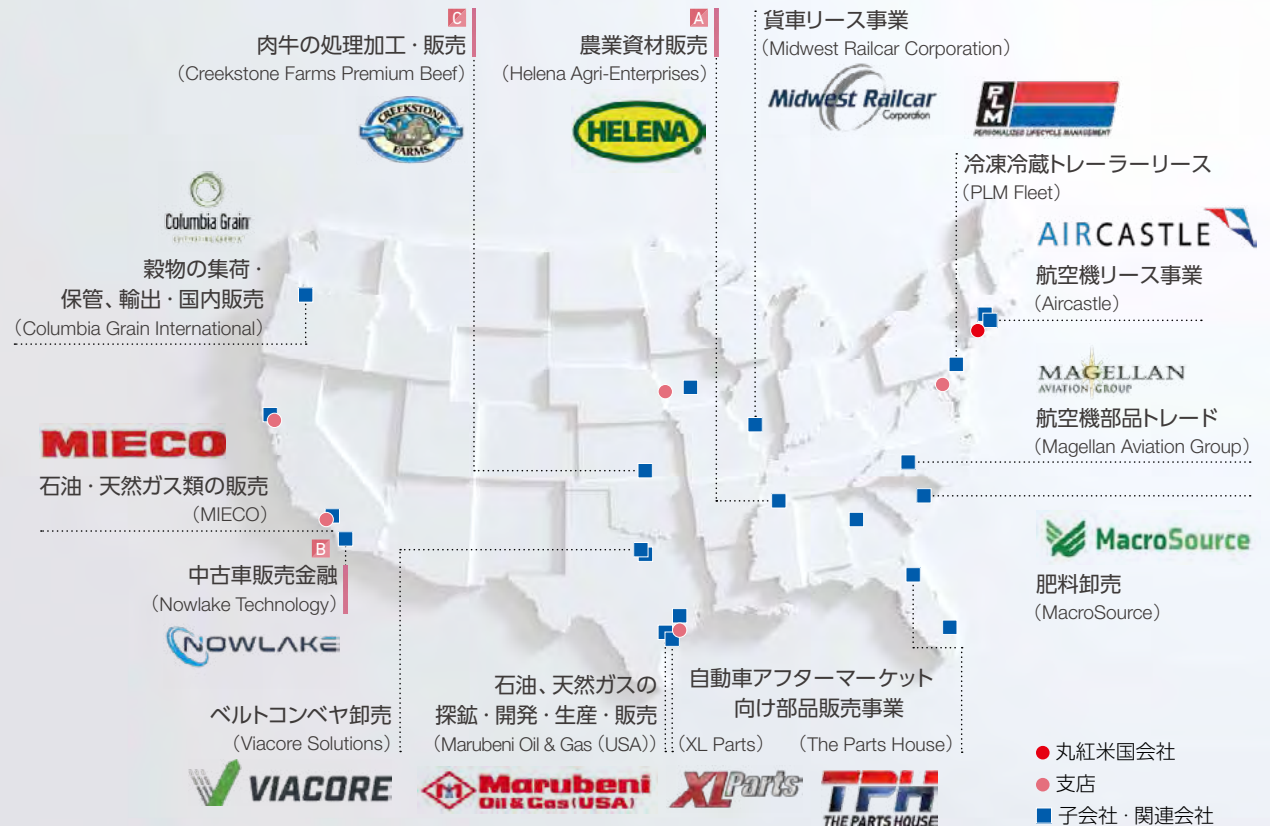 C
肉牛の処理加工・販売
(Creekstone Farms Premium Beef)
CREEKSTONE
FARMS
A
農業資材販売
(Helena Agri-Enterprises)
HELENA
貨車リース事業
(Midwest Railcar Corporation)
Midwest Railcar
Corporation
PLM
PERSONALIZED LIFECYCLE MANAGEMENT
冷凍冷蔵トレーラーリース
(PLM Fleet)
Columbia Grain
穀物の集荷・
保管、輸出・国内販売
(Columbia Grain International)
AIRCASTLE
航空機リース事業
(Aircastle)
MAGELLAN
AVIATION GROUP
航空機部品トレード
(Magellan Aviation Group)
MacroSource
肥料卸売
(MacroSource)
MIECO
石油・天然ガス類の販売
(MIECO)
B
中古車販売金融
(Nowlake Technology)
NOWLAKE
ベルトコンベヤ卸売
(Viacore Solutions)
VIACORE
石油、天然ガスの
探鉱・開発・生産・販売
(Marubeni Oil & Gas (USA))
Marubeni
Oil & Gas (USA)
自動車アフターマーケット
向け部品販売事業
(XL Parts)
(The Parts House)
XLParts
TPH
THE PARTS HOUSE
丸紅米国会社
支店
子会社・関連会社